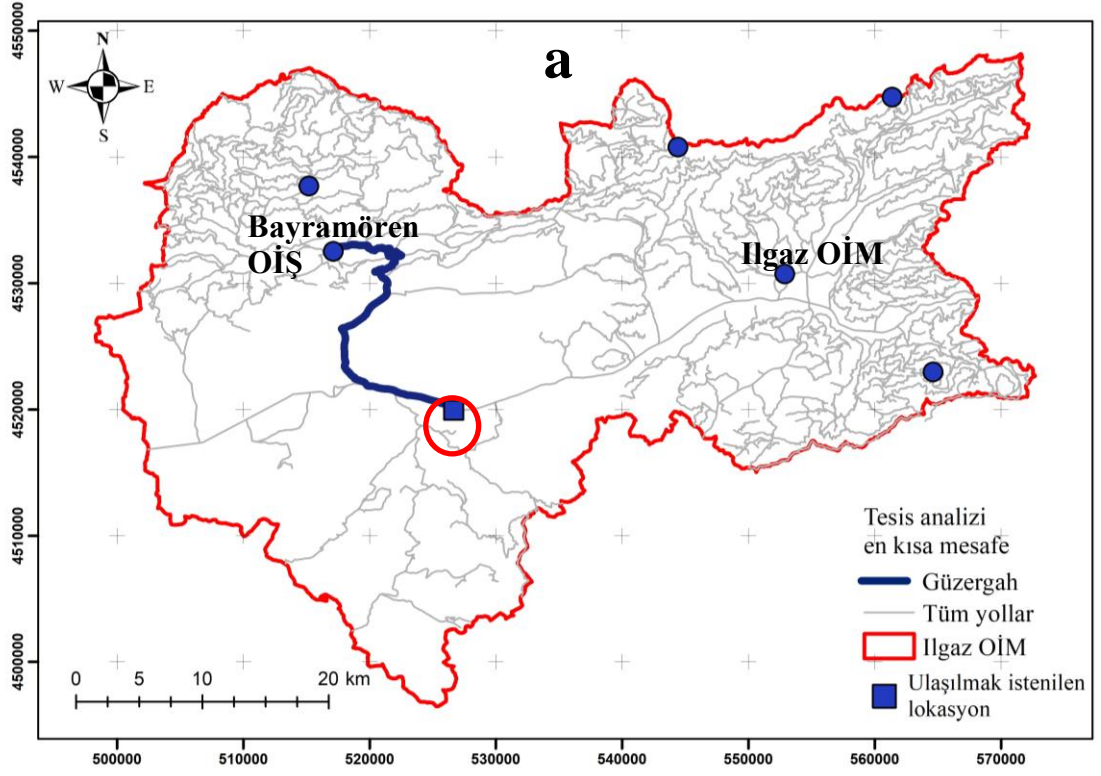 a
N
W
E
S
4550000
4540000
4530000
4520000
4510000
4500000
Bayramören
OİŞ
Ilgaz OİM
Tesis analizi
en kısa mesafe
Güzergah
Tüm yollar
Ilgaz OİM
Ulaşılmak istenilen
lokasyon
0 5 10 20 km
500000 510000 520000 530000 540000 550000 560000 570000